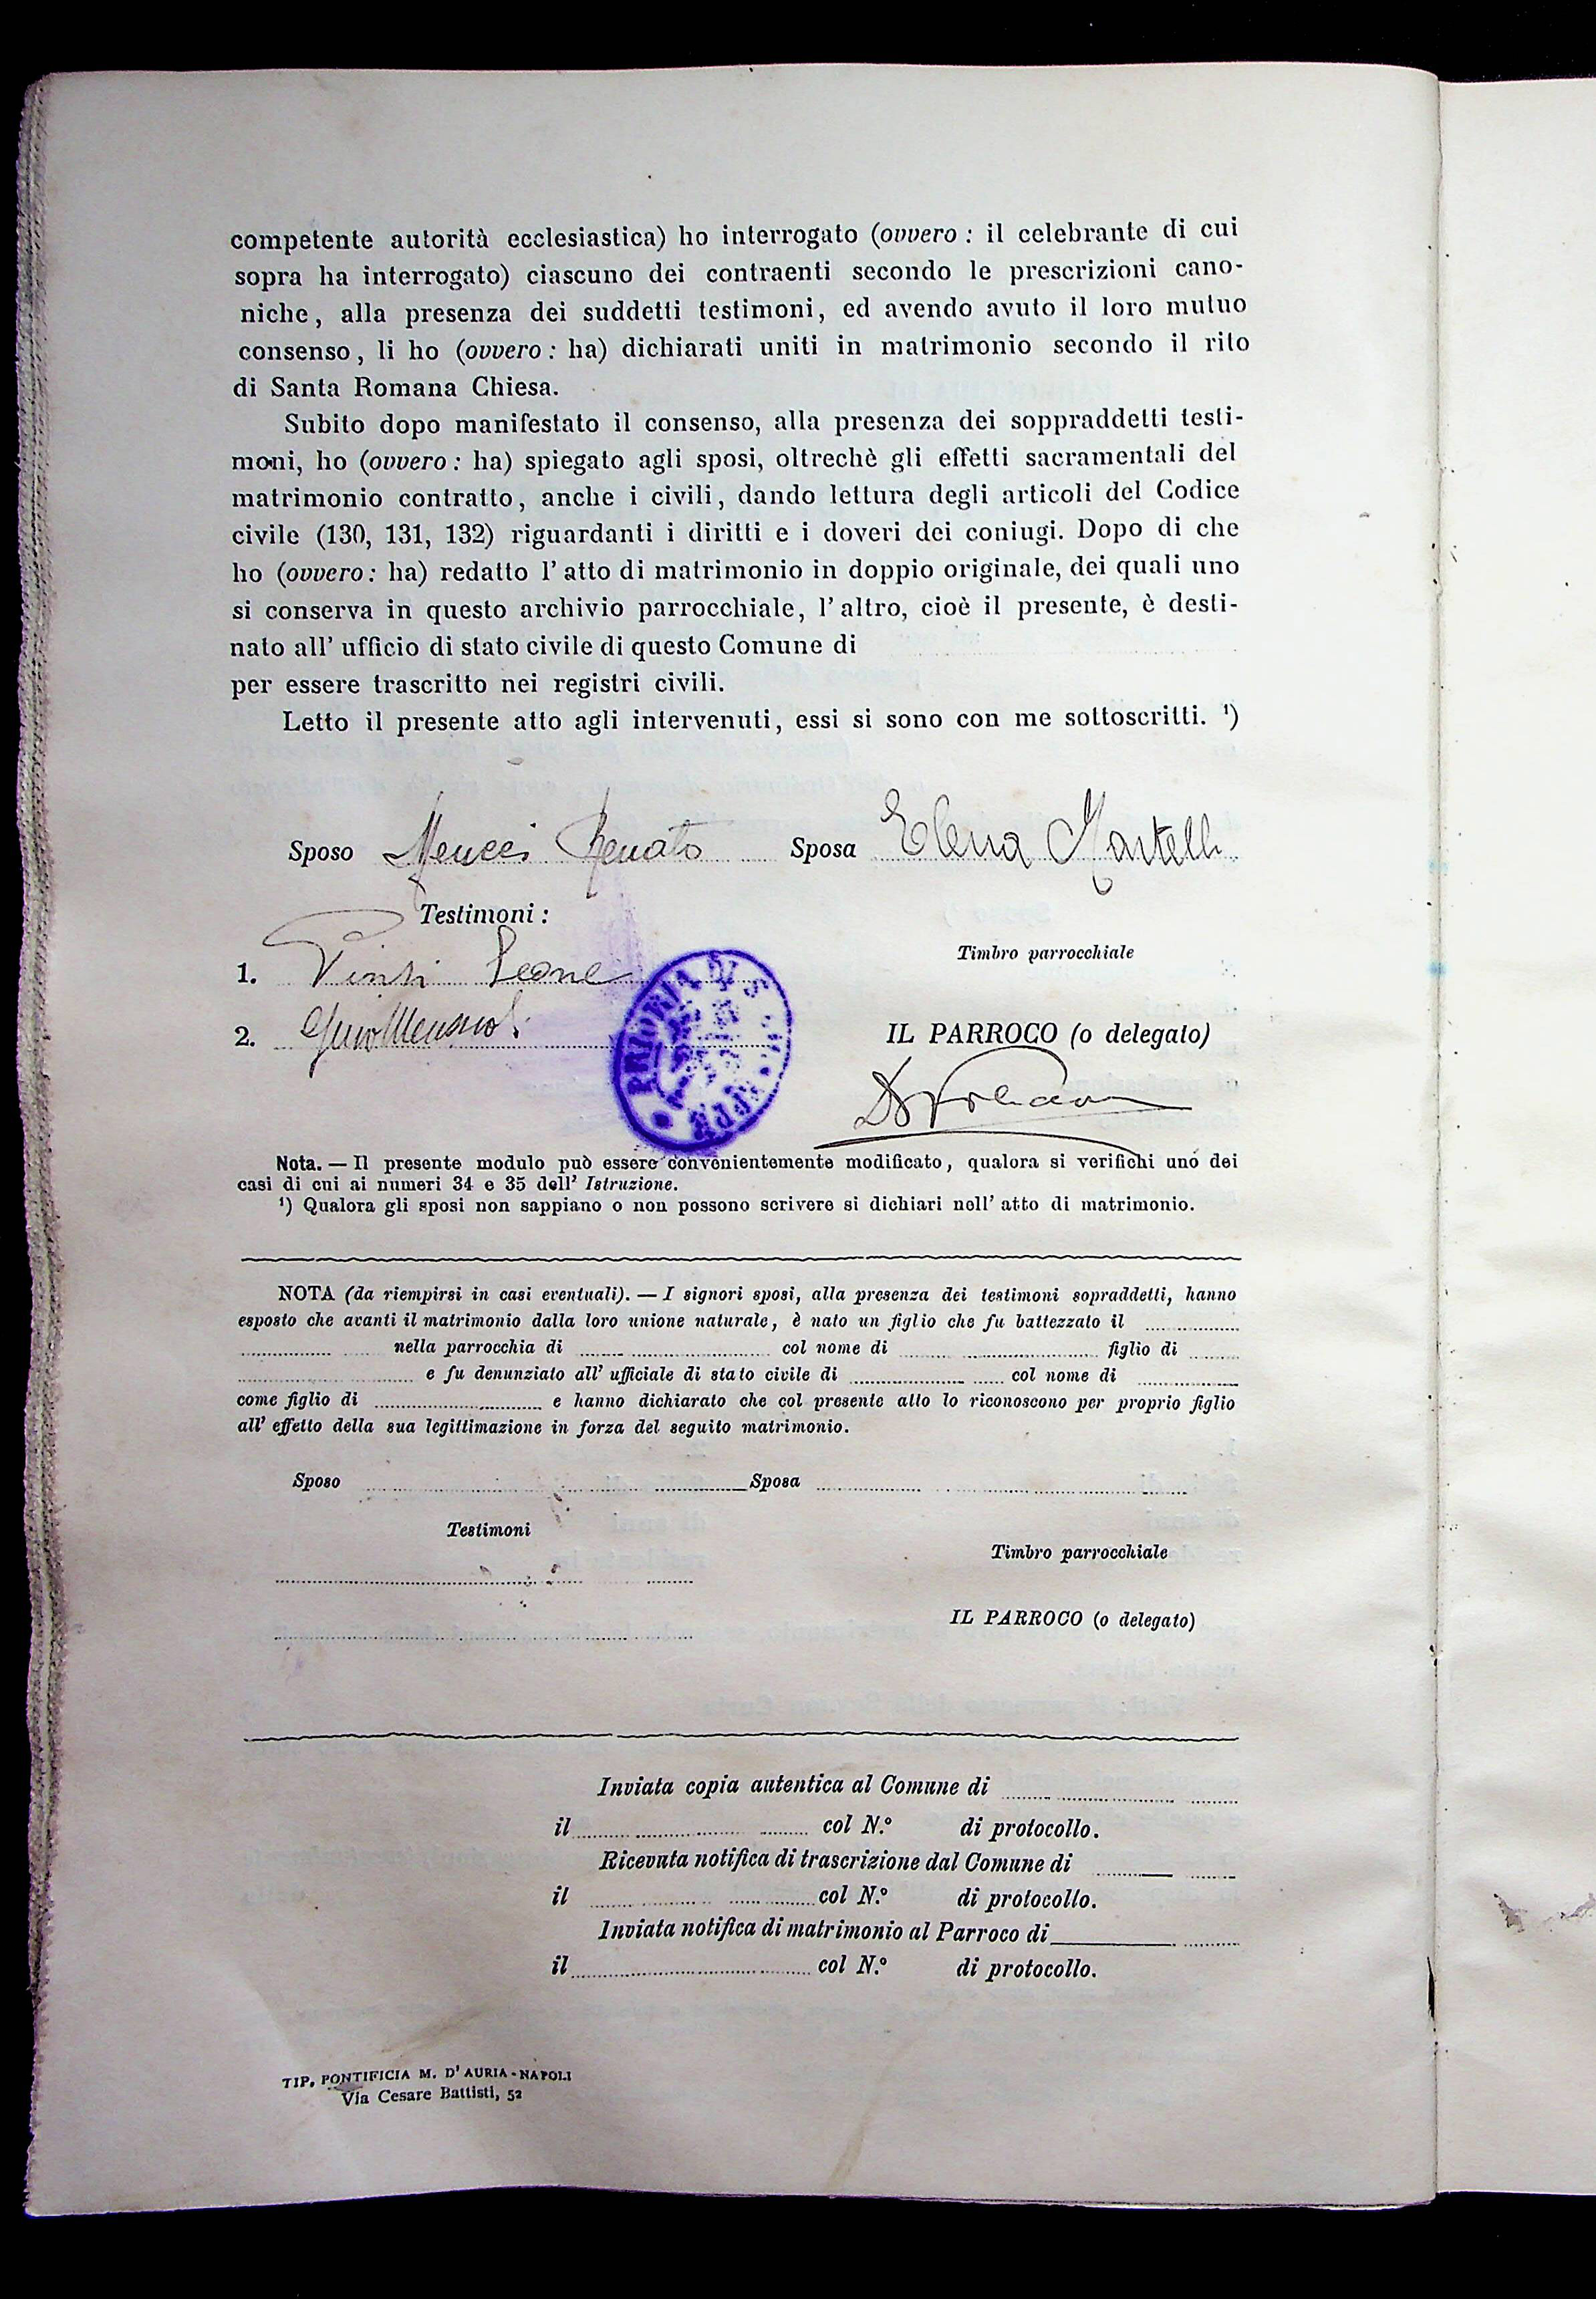 competente autorità ecclesiastica) ho interrogato (ovvero : il celebrante di cui
sopra ha interrogato) ciascuno dei contraenti secondo le prescrizioni cano-
niche, alla presenza dei suddetti testimoni, ed avendo avuto il loro mutuo
consenso, li ho (ovvero : ha) dichiarati uniti in matrimonio secondo il rito
di Santa Romana Chiesa.
Subito dopo manifestato il consenso, alla presenza dei soppraddetti testi-
moni, ho (ovvero : ha) spiegato agli sposi, oltrechè gli effetti sacramentali del
matrimonio contratto, anche i civili, dando lettura degli articoli del Codice
civile (130, 131, 132) riguardanti i diritti e i doveri dei coniugi. Dopo di che
ho (ovvero : ha) redatto l' atto di matrimonio in doppio originale, dei quali uno
si conserva in questo archivio parrocchiale, l' altro, cioè il presente, è desti-
nato all' ufficio di stato civile di questo Comune di
per essere trascritto nei registri civili.
Letto il presente atto agli intervenuti, essi si sono con me sottoscritti. ¹)
Sposo Meucci Renato Sposa Elena Martelli
Testimoni :
Timbro parrocchiale
1. Leone
2.
PRIORIA DI S.
IL PARROCO (o delegato)
Nota. — Il presente modulo può essere convenientemente modificato, qualora si verifichi uno dei
casi di cui ai numeri 34 e 35 dell' Istruzione.
¹) Qualora gli sposi non sappiano o non possono scrivere si dichiari nell' atto di matrimonio.
NOTA (da riempirsi in casi eventuali). — I signori sposi, alla presenza dei testimoni sopraddetti, hanno
esposto che avanti il matrimonio dalla loro unione naturale, è nato un figlio che fu battezzato il
nella parrocchia di col nome di figlio di
e fu denunziato all' ufficiale di stato civile di col nome di
come figlio di e hanno dichiarato che col presente atto lo riconoscono per proprio figlio
all' effetto della sua legittimazione in forza del seguito matrimonio.
Sposo Sposa
Testimoni
Timbro parrocchiale
IL PARROCO (o delegato)
Inviata copia autentica al Comune di
il col N.º di protocollo.
Ricevuta notifica di trascrizione dal Comune di
il col N.º di protocollo.
Inviata notifica di matrimonio al Parroco di
il col N.º di protocollo.
TIP. PONTIFICIA M. D' AURIA - NAPOLI
Via Cesare Battisti, 52